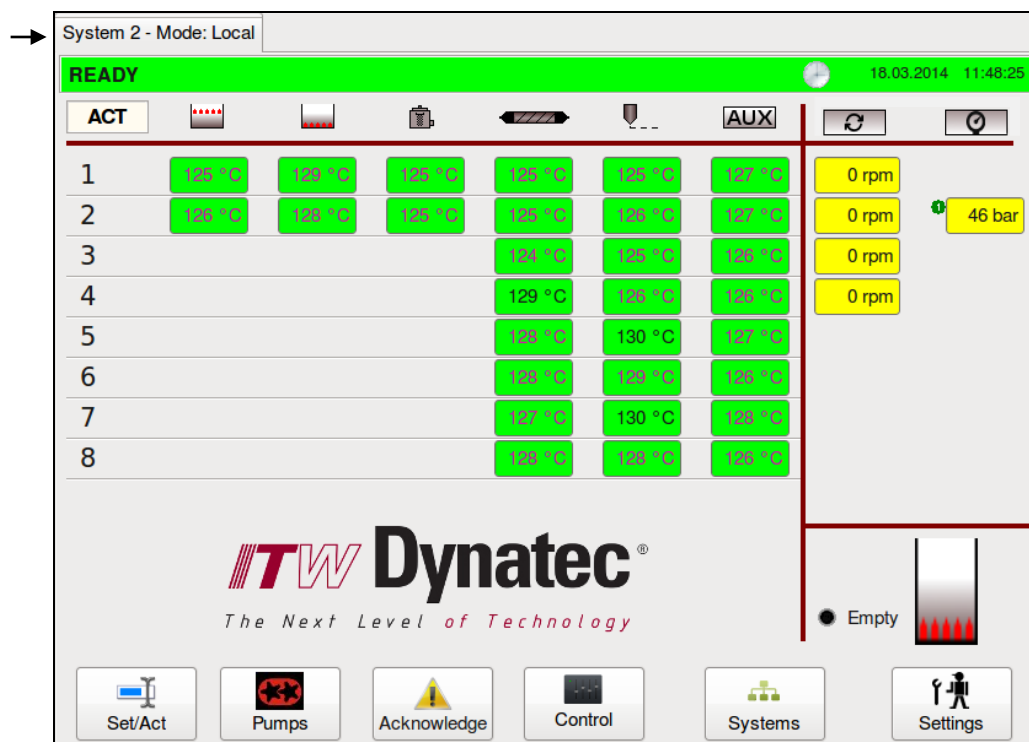 System 2 - Mode: Local
READY 18.03.2014 11:48:25
ACT AUX
1 125 °C 129 °C 125 °C 125 °C 125 °C 127 °C 0 rpm
2 126 °C 128 °C 125 °C 125 °C 126 °C 127 °C 0 rpm 1 46 bar
3 124 °C 125 °C 126 °C 0 rpm
4 129 °C 126 °C 126 °C 0 rpm
5 128 °C 130 °C 127 °C
6 128 °C 129 °C 126 °C
7 127 °C 130 °C 128 °C
8 128 °C 128 °C 126 °C
ITW Dynatec®
The Next Level of Technology
Empty
Set/Act Pumps Acknowledge Control Systems Settings